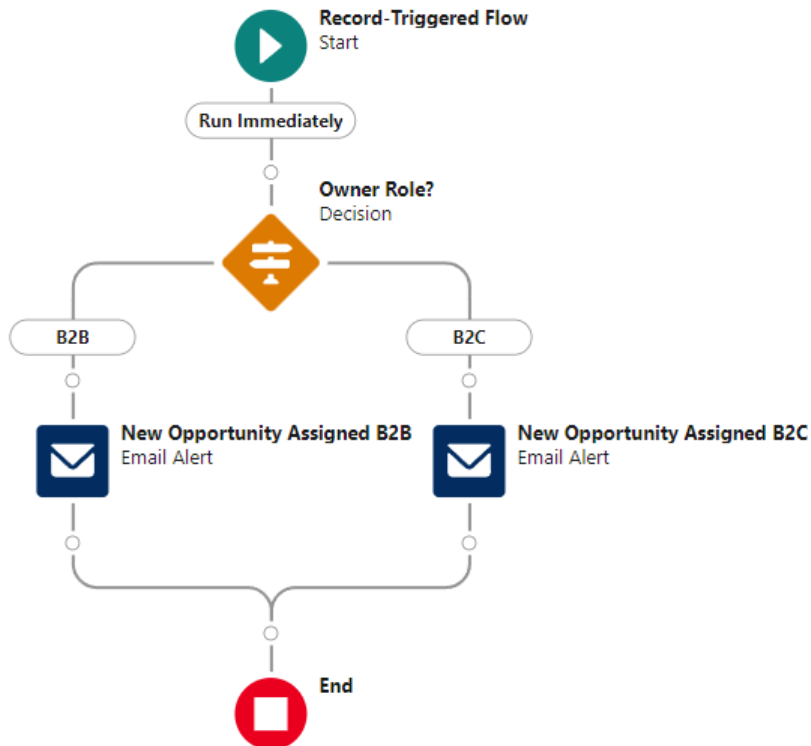 Record-Triggered Flow
Start
Run Immediately
Owner Role?
Decision
B2B
B2C
New Opportunity Assigned B2B
Email Alert
New Opportunity Assigned B2C
Email Alert
End